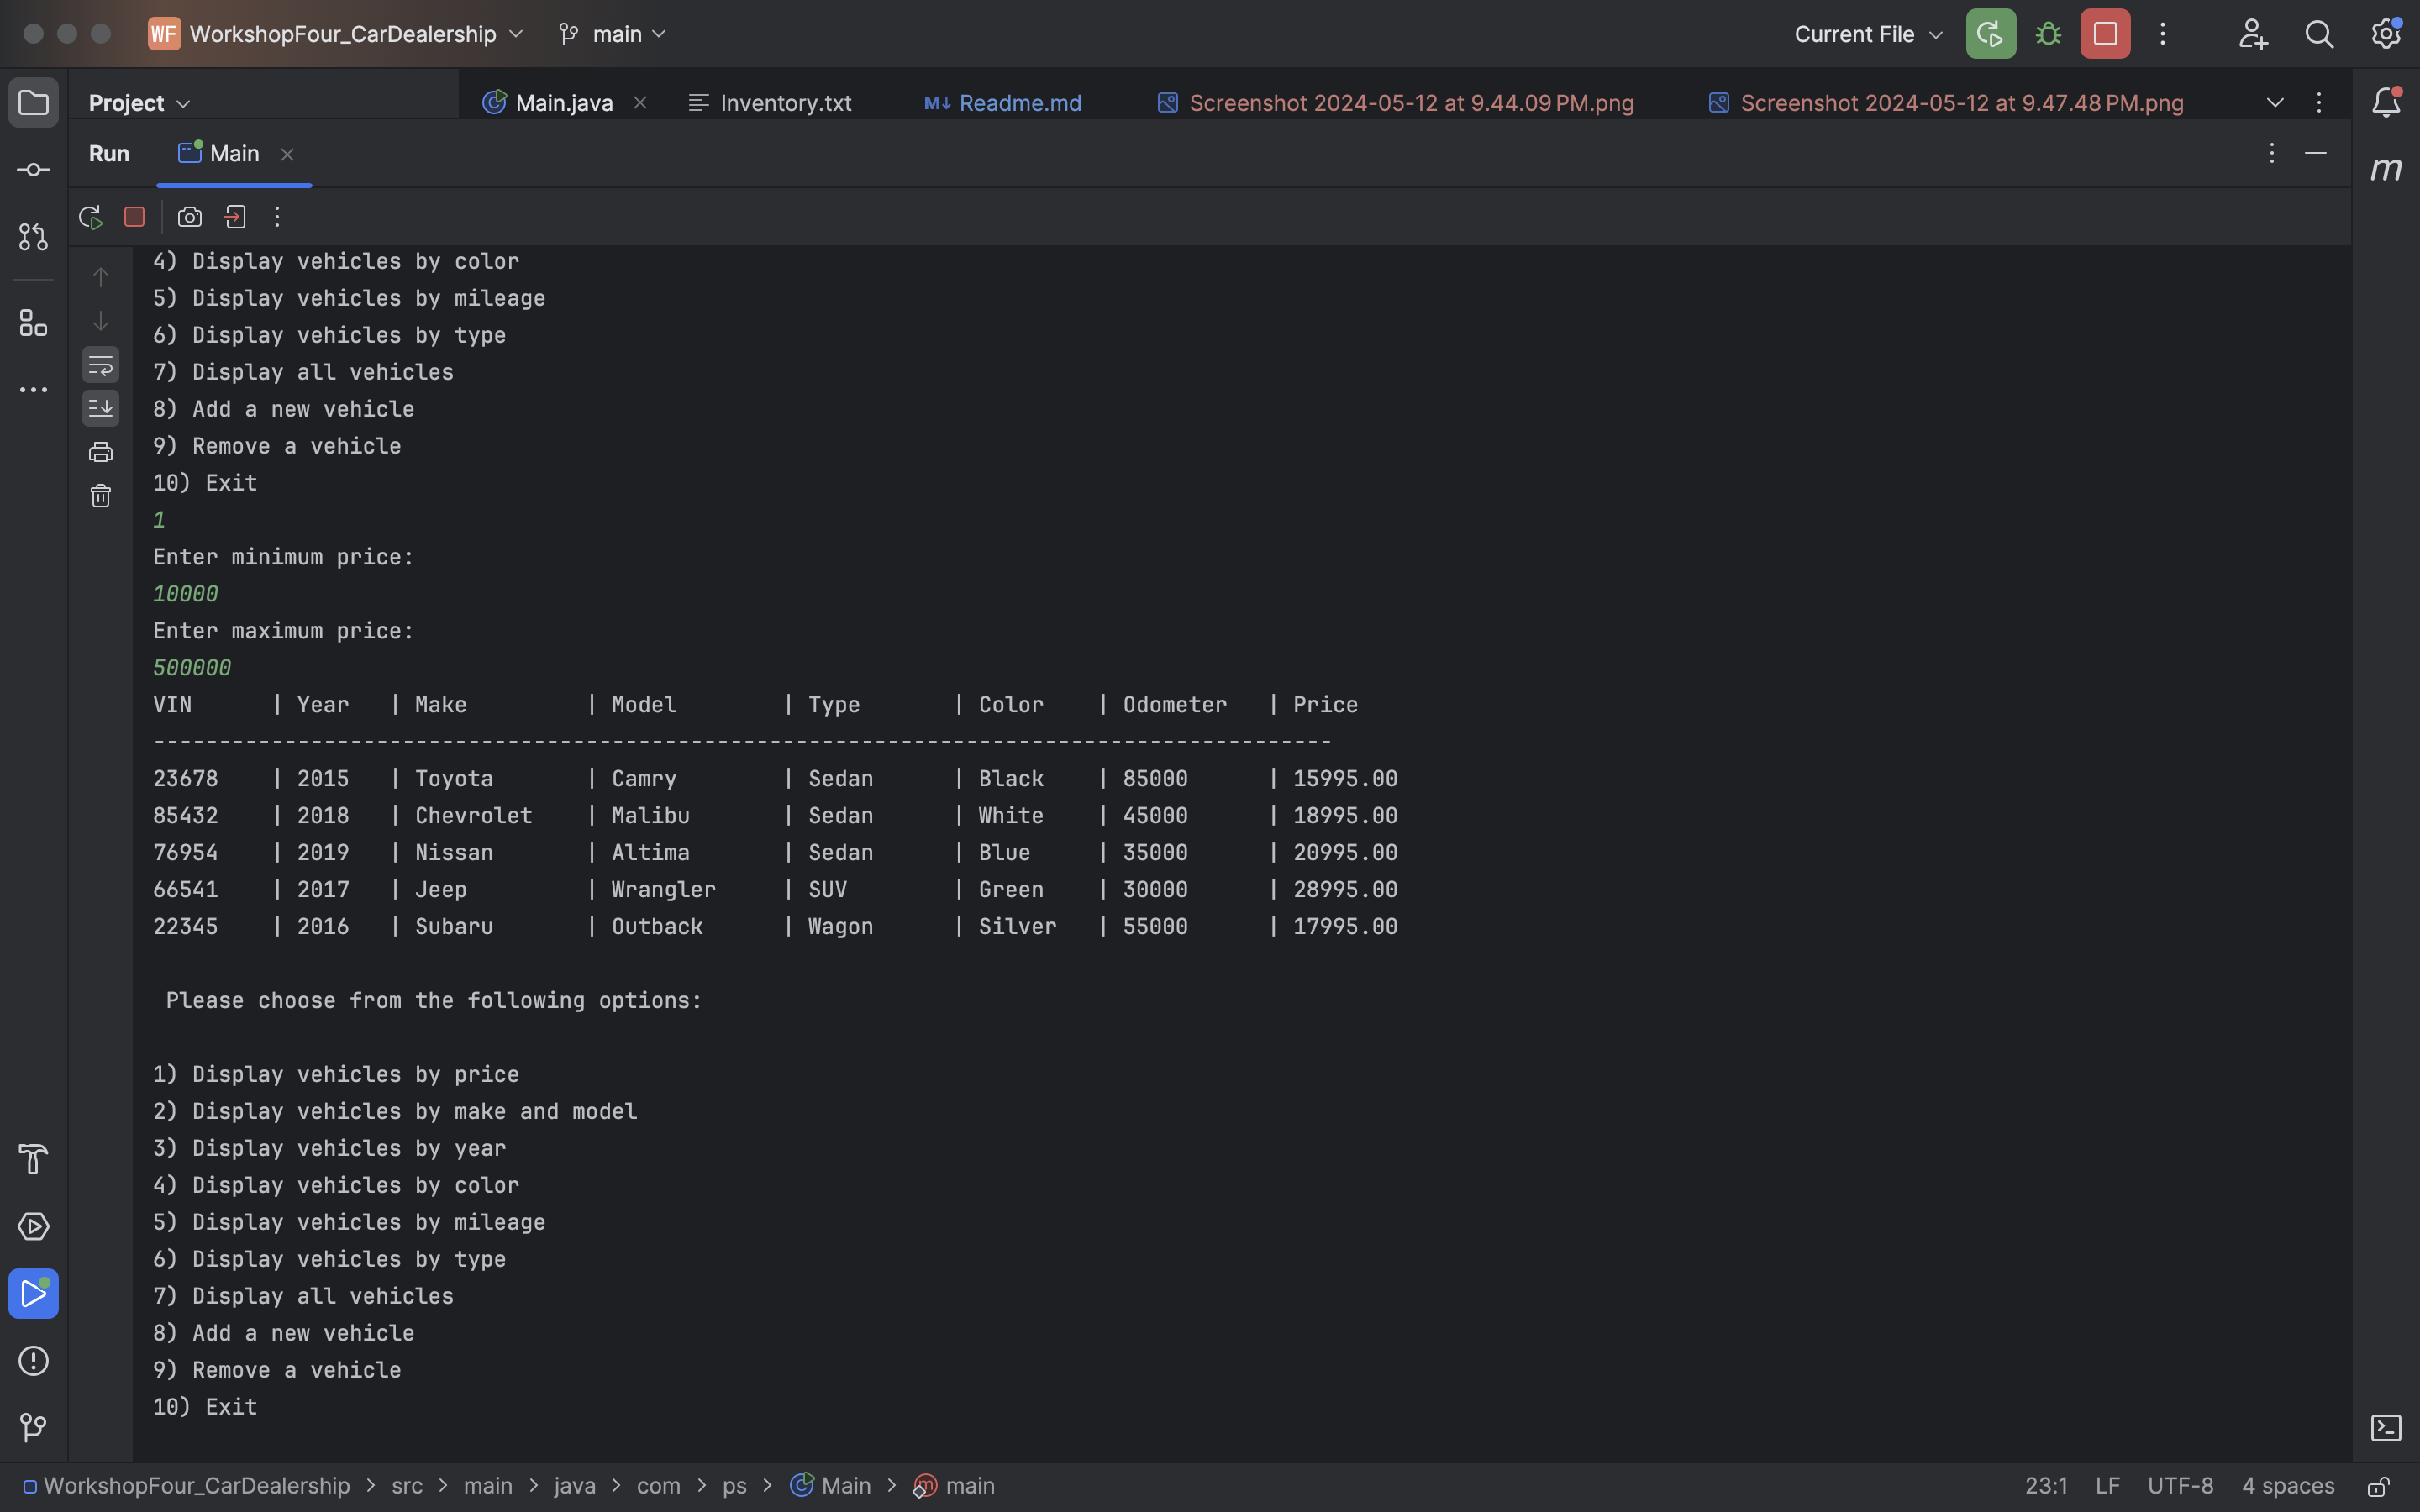 WF WorkshopFour_CarDealership main Current File
Project Main.java Inventory.txt M↓ Readme.md Screenshot 2024-05-12 at 9.44.09 PM.png Screenshot 2024-05-12 at 9.47.48 PM.png
Run Main
m
4) Display vehicles by color
5) Display vehicles by mileage
6) Display vehicles by type
7) Display all vehicles
8) Add a new vehicle
9) Remove a vehicle
10) Exit
1
Enter minimum price:
10000
Enter maximum price:
500000
VIN | Year | Make | Model | Type | Color | Odometer | Price
------------------------------------------------------------------------------------------
23678 | 2015 | Toyota | Camry | Sedan | Black | 85000 | 15995.00
85432 | 2018 | Chevrolet | Malibu | Sedan | White | 45000 | 18995.00
76954 | 2019 | Nissan | Altima | Sedan | Blue | 35000 | 20995.00
66541 | 2017 | Jeep | Wrangler | SUV | Green | 30000 | 28995.00
22345 | 2016 | Subaru | Outback | Wagon | Silver | 55000 | 17995.00
Please choose from the following options:
1) Display vehicles by price
2) Display vehicles by make and model
3) Display vehicles by year
4) Display vehicles by color
5) Display vehicles by mileage
6) Display vehicles by type
7) Display all vehicles
8) Add a new vehicle
9) Remove a vehicle
10) Exit
WorkshopFour_CarDealership > src > main > java > com > ps > Main > main 23:1 LF UTF-8 4 spaces